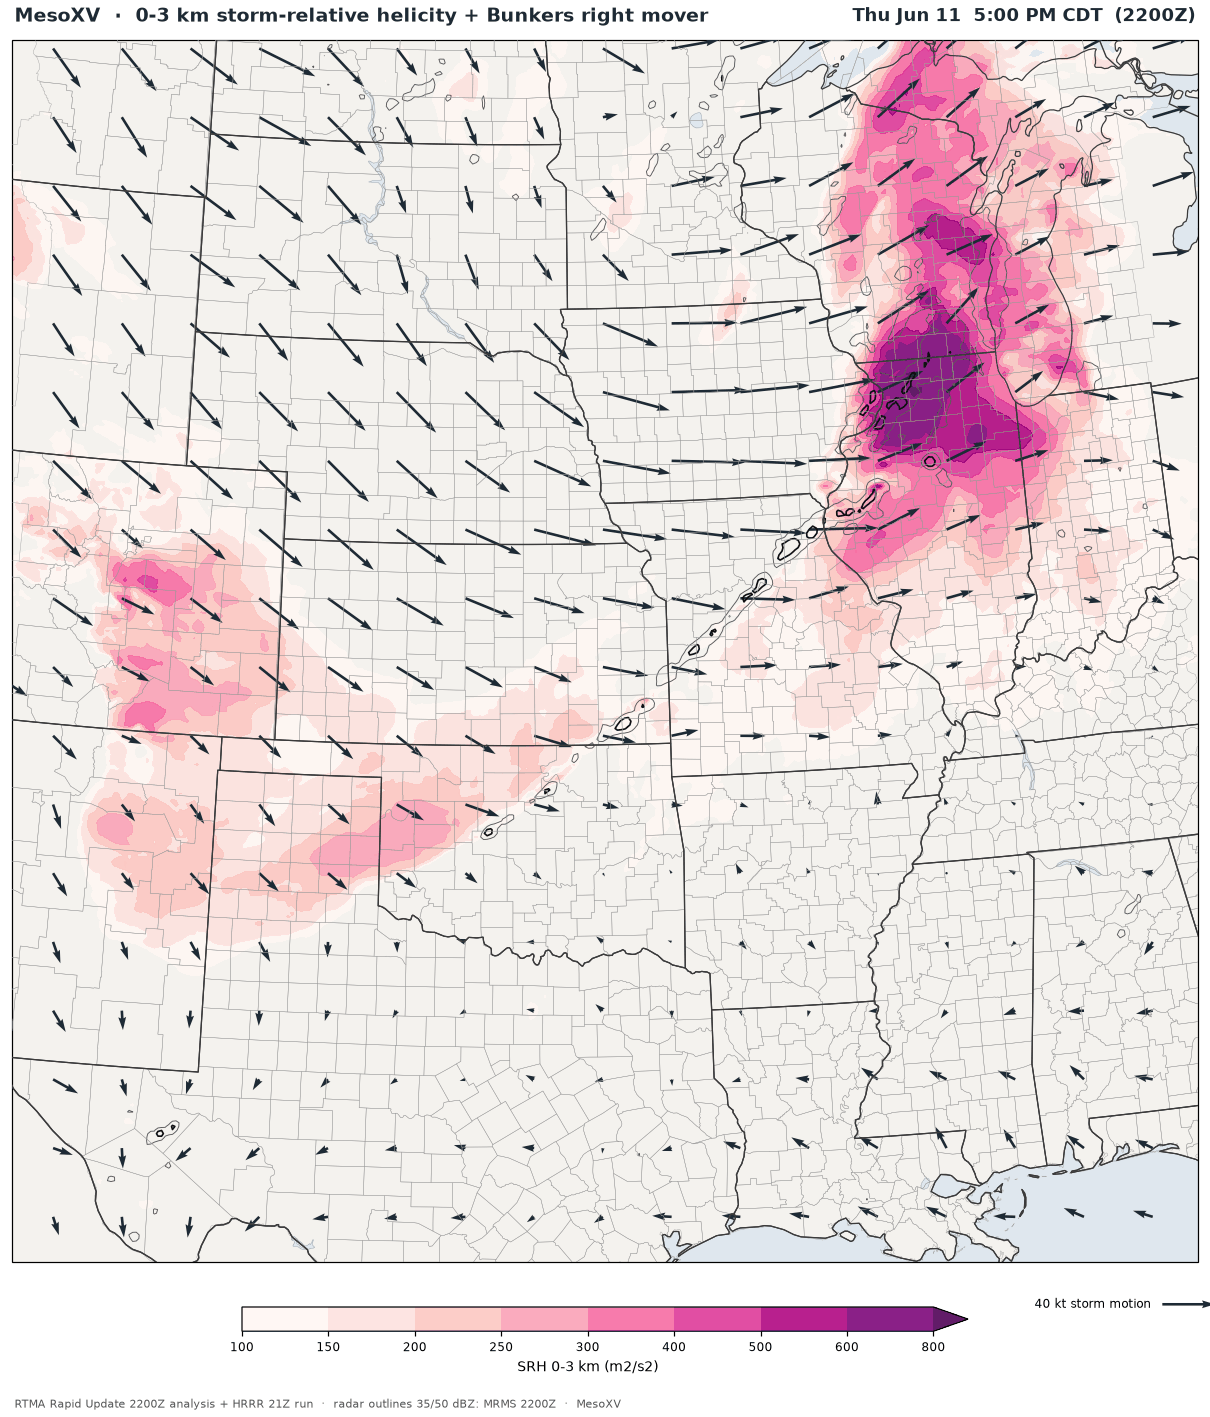 MesoXV · 0-3 km storm-relative helicity + Bunkers right mover
Thu Jun 11 5:00 PM CDT (2200Z)
40 kt storm motion
100 150 200 250 300 400 500 600 800
SRH 0-3 km (m2/s2)
RTMA Rapid Update 2200Z analysis + HRRR 21Z run · radar outlines 35/50 dBZ: MRMS 2200Z · MesoXV